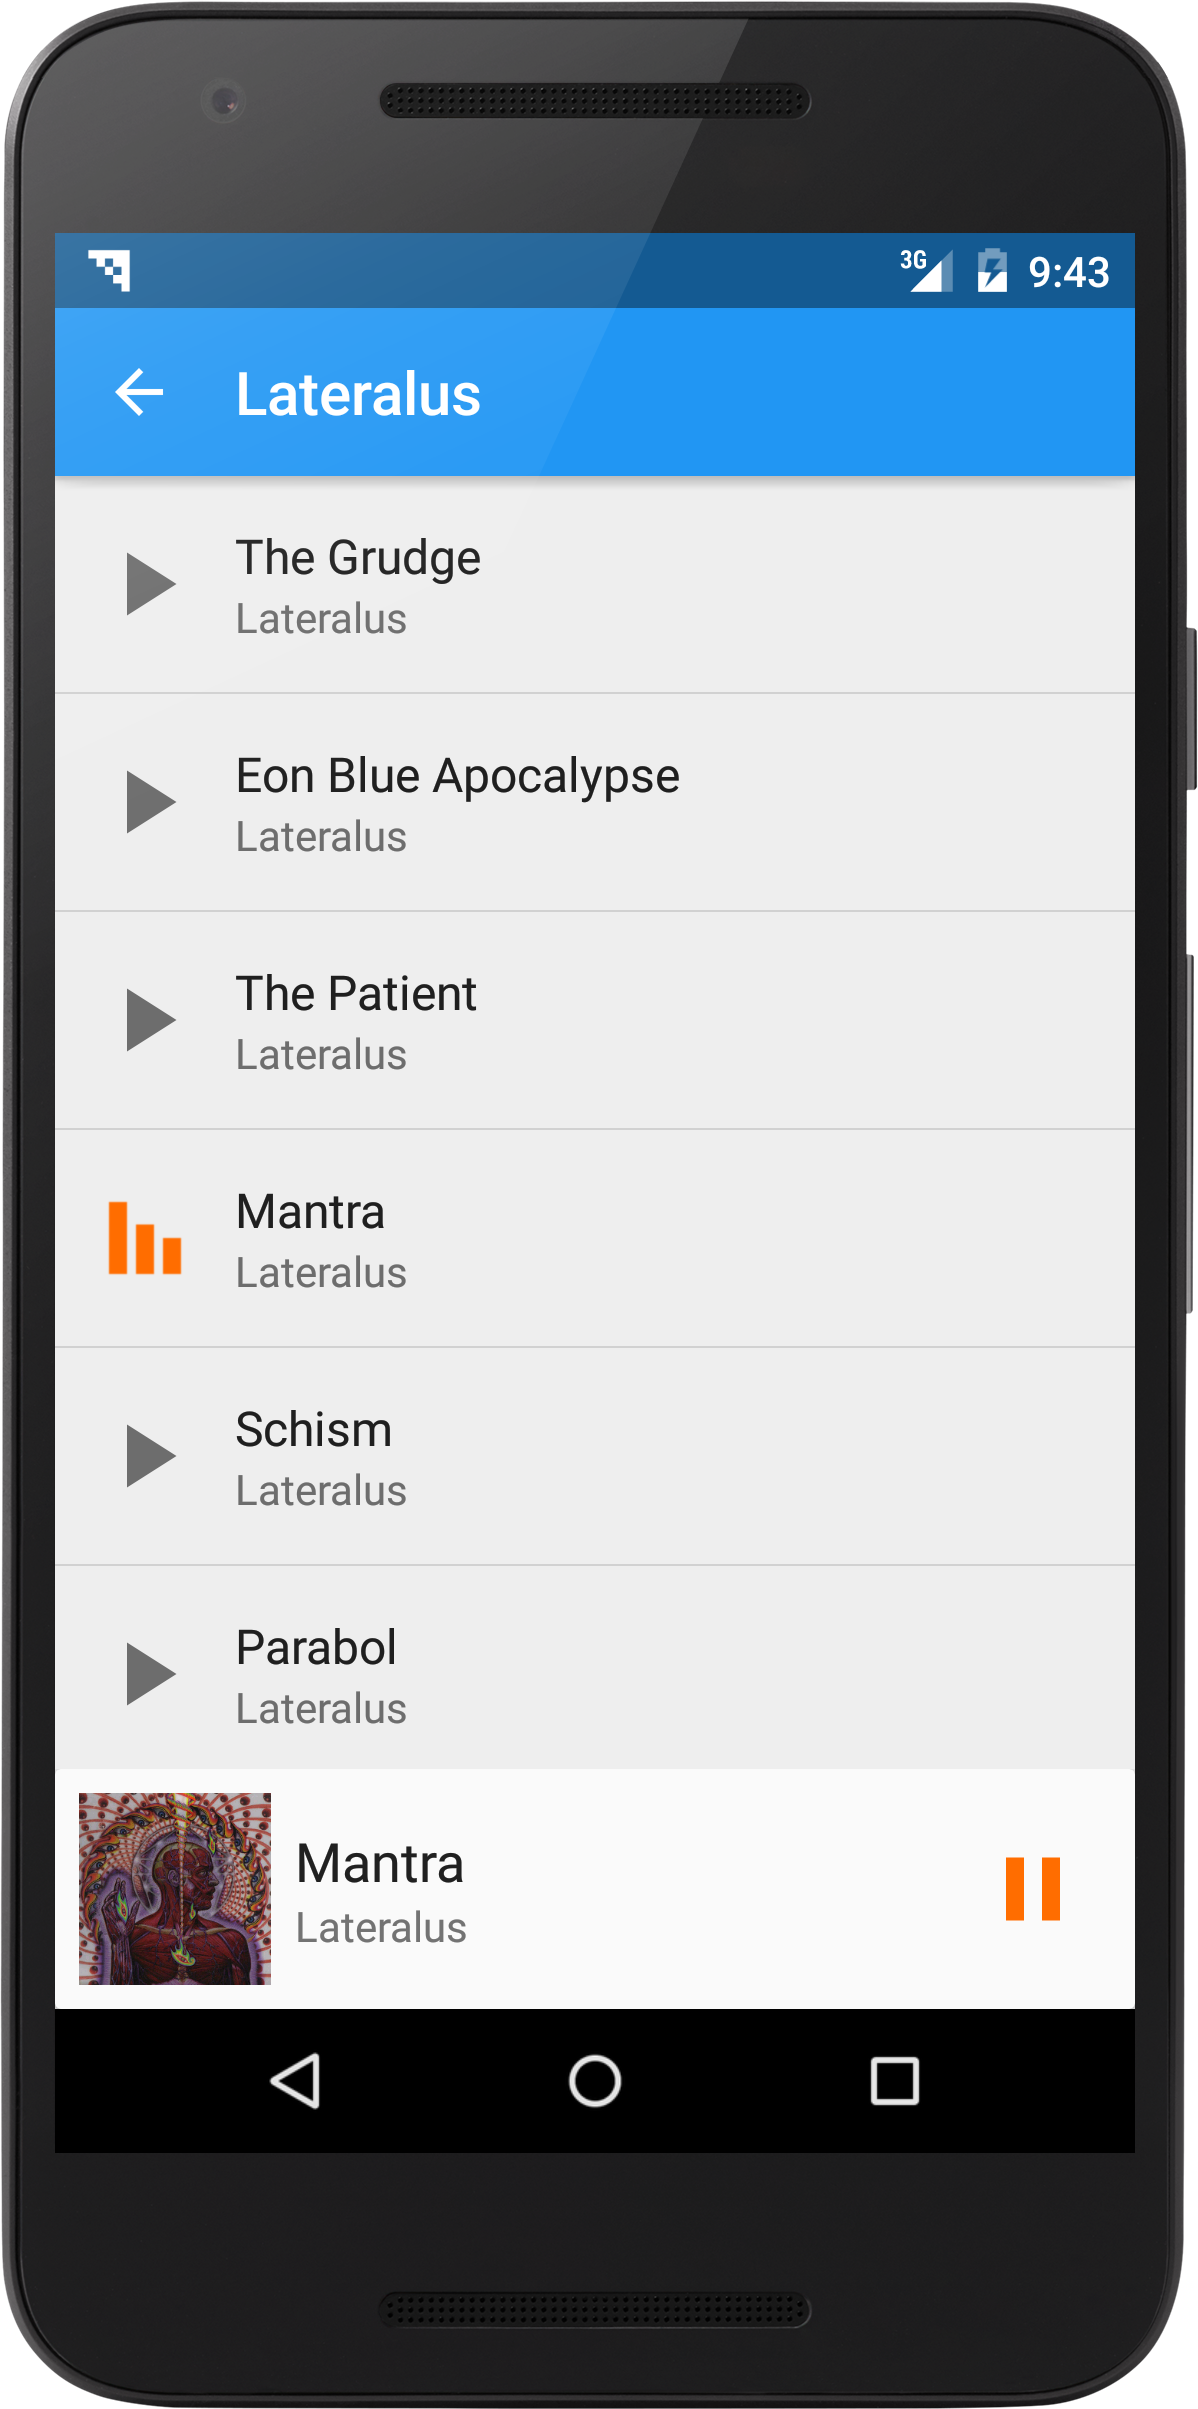 3G 9:43
Lateralus
The Grudge
Lateralus
Eon Blue Apocalypse
Lateralus
The Patient
Lateralus
Mantra
Lateralus
Schism
Lateralus
Parabol
Lateralus
Mantra
Lateralus